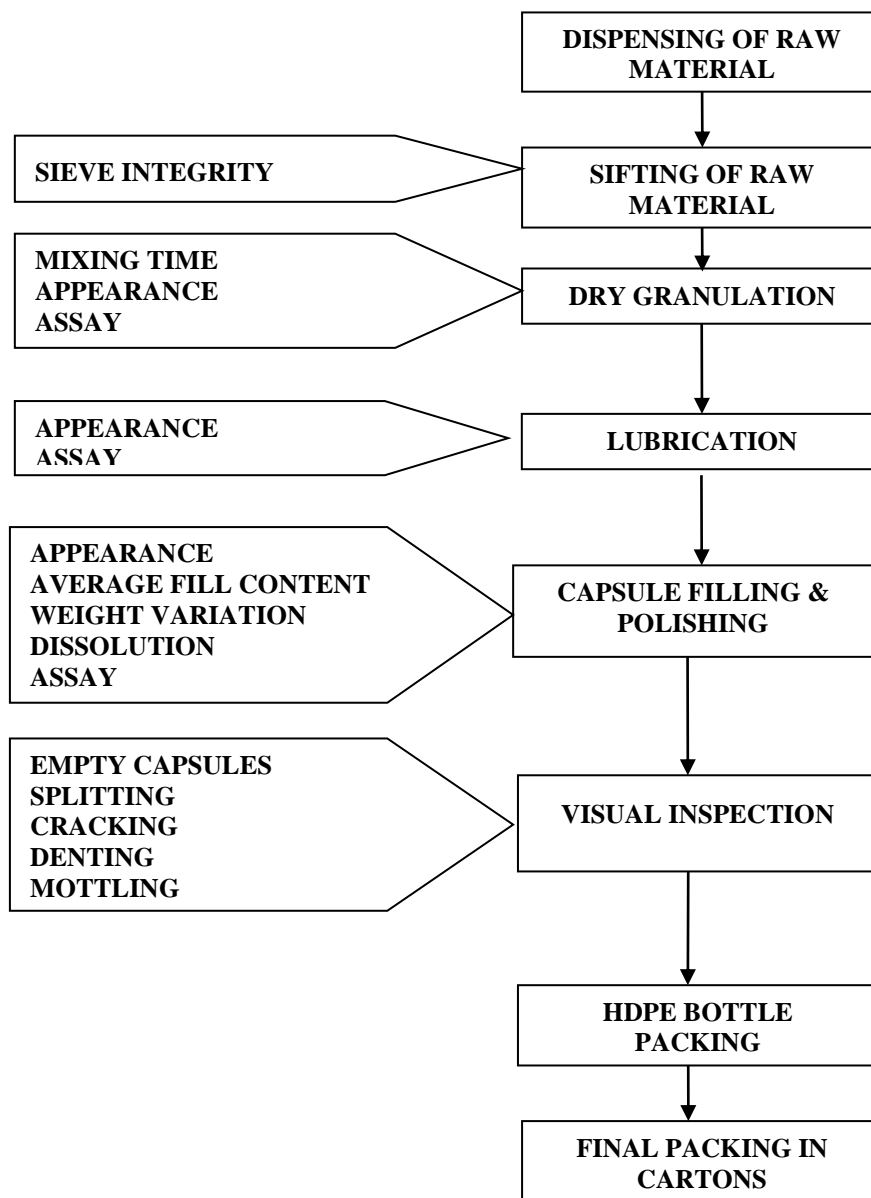 DISPENSING OF RAW
MATERIAL
SIEVE INTEGRITY
SIFTING OF RAW
MATERIAL
MIXING TIME
APPEARANCE
ASSAY
DRY GRANULATION
APPEARANCE
ASSAY
LUBRICATION
APPEARANCE
AVERAGE FILL CONTENT
WEIGHT VARIATION
DISSOLUTION
ASSAY
CAPSULE FILLING &
POLISHING
EMPTY CAPSULES
SPLITTING
CRACKING
DENTING
MOTTLING
VISUAL INSPECTION
HDPE BOTTLE
PACKING
FINAL PACKING IN
CARTONS